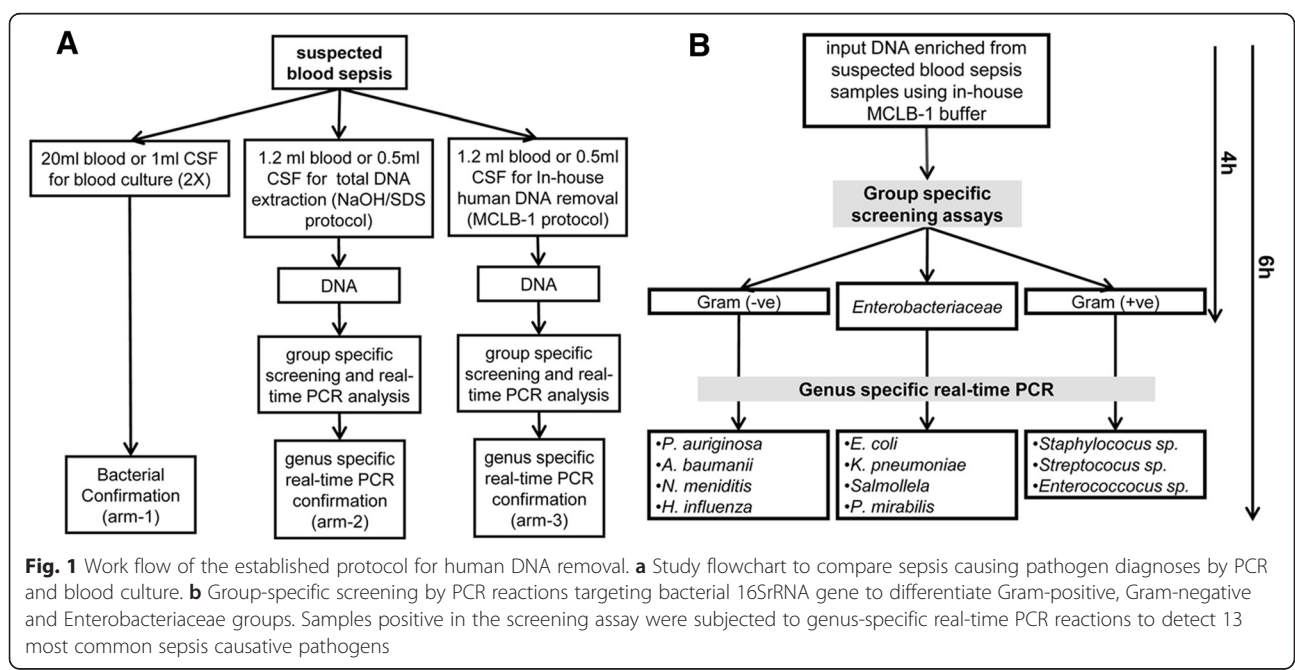 A
suspected
blood sepsis
20ml blood or 1ml CSF
for blood culture (2X)
1.2 ml blood or 0.5ml
CSF for total DNA
extraction (NaOH/SDS
protocol)
1.2 ml blood or 0.5ml
CSF for In-house
human DNA removal
(MCLB-1 protocol)
DNA
DNA
group specific
screening and real-
time PCR analysis
group specific
screening and real-
time PCR analysis
Bacterial
Confirmation
(arm-1)
genus specific
real-time PCR
confirmation
(arm-2)
genus specific
real-time PCR
confirmation
(arm-3)
B
input DNA enriched from
suspected blood sepsis
samples using in-house
MCLB-1 buffer
Group specific
screening assays
Gram (-ve)
Enterobacteriaceae
Gram (+ve)
Genus specific real-time PCR
•P. auriginosa
•A. baumanii
•N. meniditis
•H. influenza
•E. coli
•K. pneumoniae
•Salmollela
•P. mirabilis
•Staphylococus sp.
•Streptococus sp.
•Enterococcocus sp.
4h
6h
Fig. 1 Work flow of the established protocol for human DNA removal. a Study flowchart to compare sepsis causing pathogen diagnoses by PCR
and blood culture. b Group-specific screening by PCR reactions targeting bacterial 16SrRNA gene to differentiate Gram-positive, Gram-negative
and Enterobacteriaceae groups. Samples positive in the screening assay were subjected to genus-specific real-time PCR reactions to detect 13
most common sepsis causative pathogens